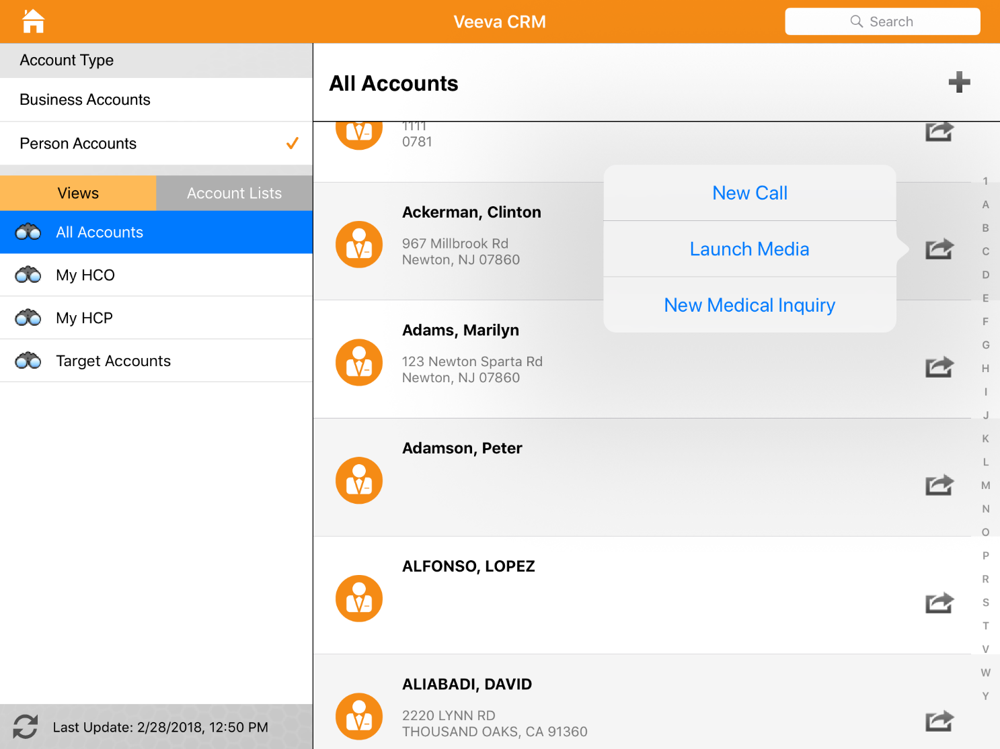 Veeva CRM
Search
Account Type
Business Accounts
Person Accounts
Views
Account Lists
All Accounts
My HCO
My HCP
Target Accounts
Last Update: 2/28/2018, 12:50 PM
All Accounts
1111
0781
Ackerman, Clinton
967 Millbrook Rd
Newton, NJ 07860
New Call
Launch Media
New Medical Inquiry
Adams, Marilyn
123 Newton Sparta Rd
Newton, NJ 07860
Adamson, Peter
ALFONSO, LOPEZ
ALIABADI, DAVID
2220 LYNN RD
THOUSAND OAKS, CA 91360
1
A
B
C
D
E
F
G
H
I
J
K
L
M
N
O
P
R
S
T
V
W
Y